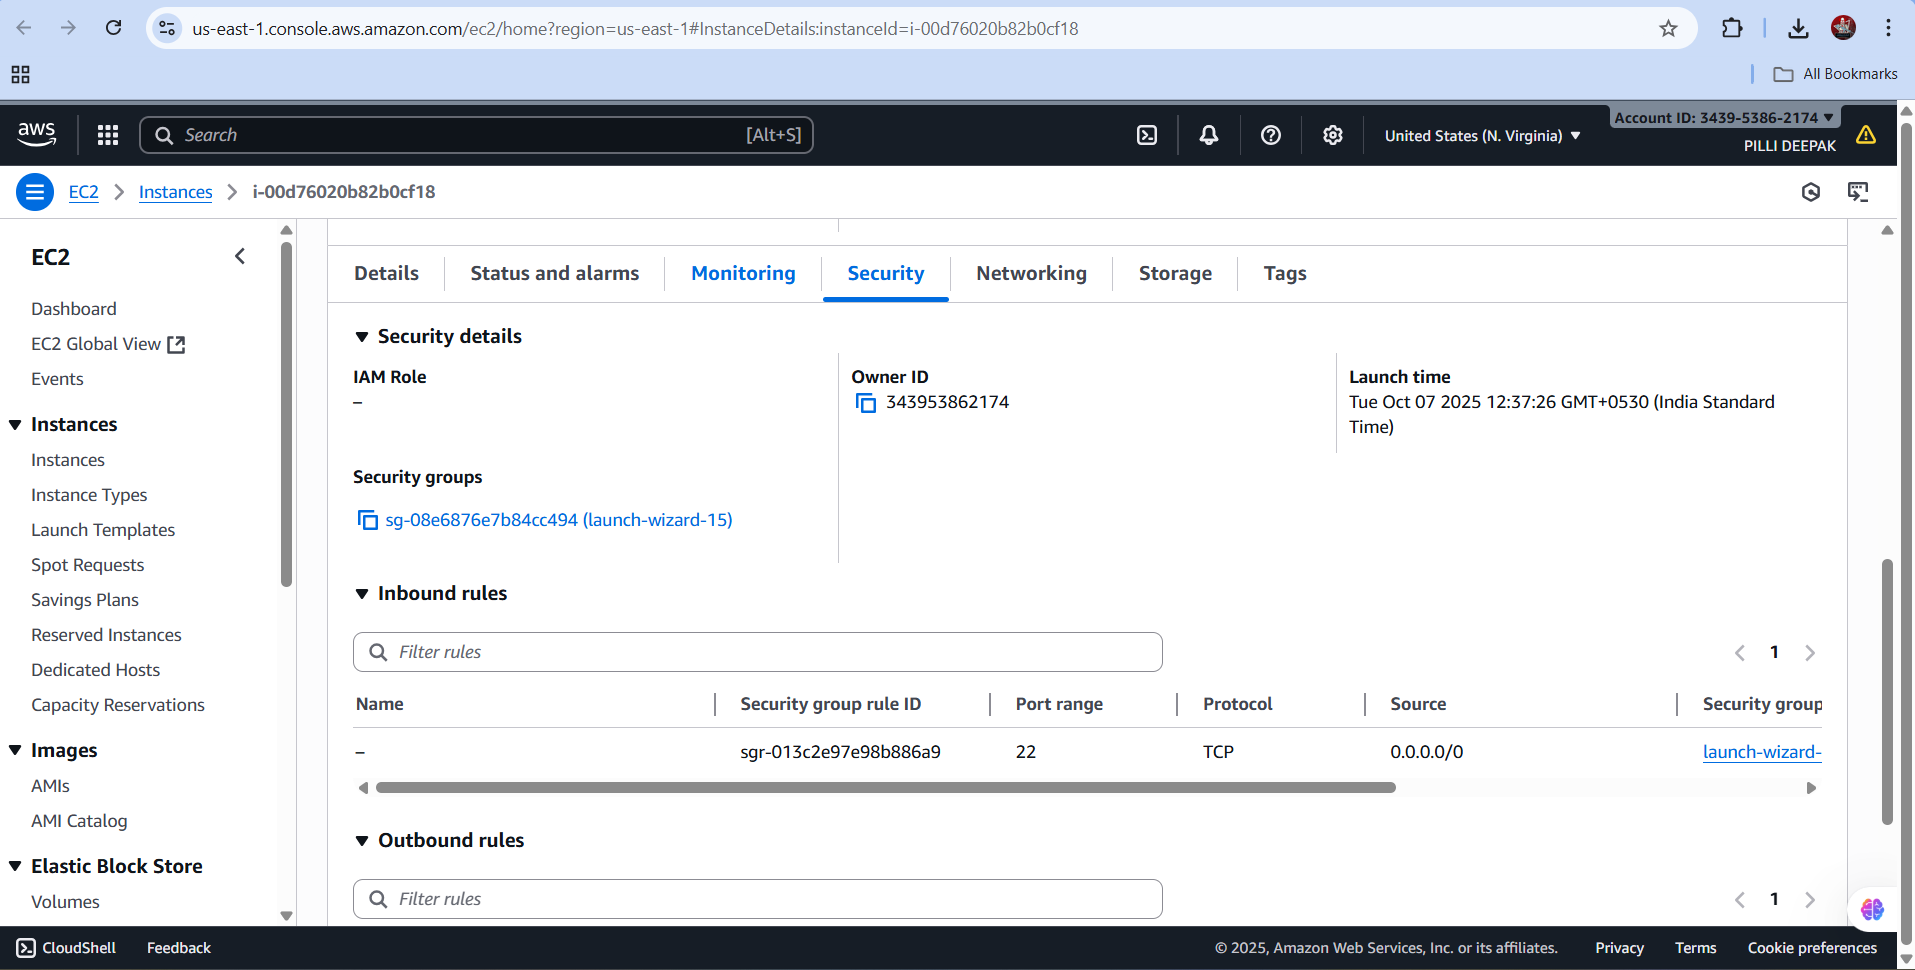 us-east-1.console.aws.amazon.com/ec2/home?region=us-east-1#InstanceDetails:instanceId=i-00d76020b82b0cf18
All Bookmarks
aws
Search [Alt+S]
United States (N. Virginia)
Account ID: 3439-5386-2174
PILLI DEEPAK
EC2
Instances
i-00d76020b82b0cf18
EC2
Dashboard
EC2 Global View
Events
Instances
Instances
Instance Types
Launch Templates
Spot Requests
Savings Plans
Reserved Instances
Dedicated Hosts
Capacity Reservations
Images
AMIs
AMI Catalog
Elastic Block Store
Volumes
Details Status and alarms Monitoring Security Networking Storage Tags
Security details
IAM Role
–
Owner ID
343953862174
Launch time
Tue Oct 07 2025 12:37:26 GMT+0530 (India Standard
Time)
Security groups
sg-08e6876e7b84cc494 (launch-wizard-15)
Inbound rules
Filter rules
1
Name Security group rule ID Port range Protocol Source Security group
– sgr-013c2e97e98b886a9 22 TCP 0.0.0.0/0 launch-wizard-
Outbound rules
Filter rules
1
CloudShell Feedback © 2025, Amazon Web Services, Inc. or its affiliates. Privacy Terms Cookie preferences